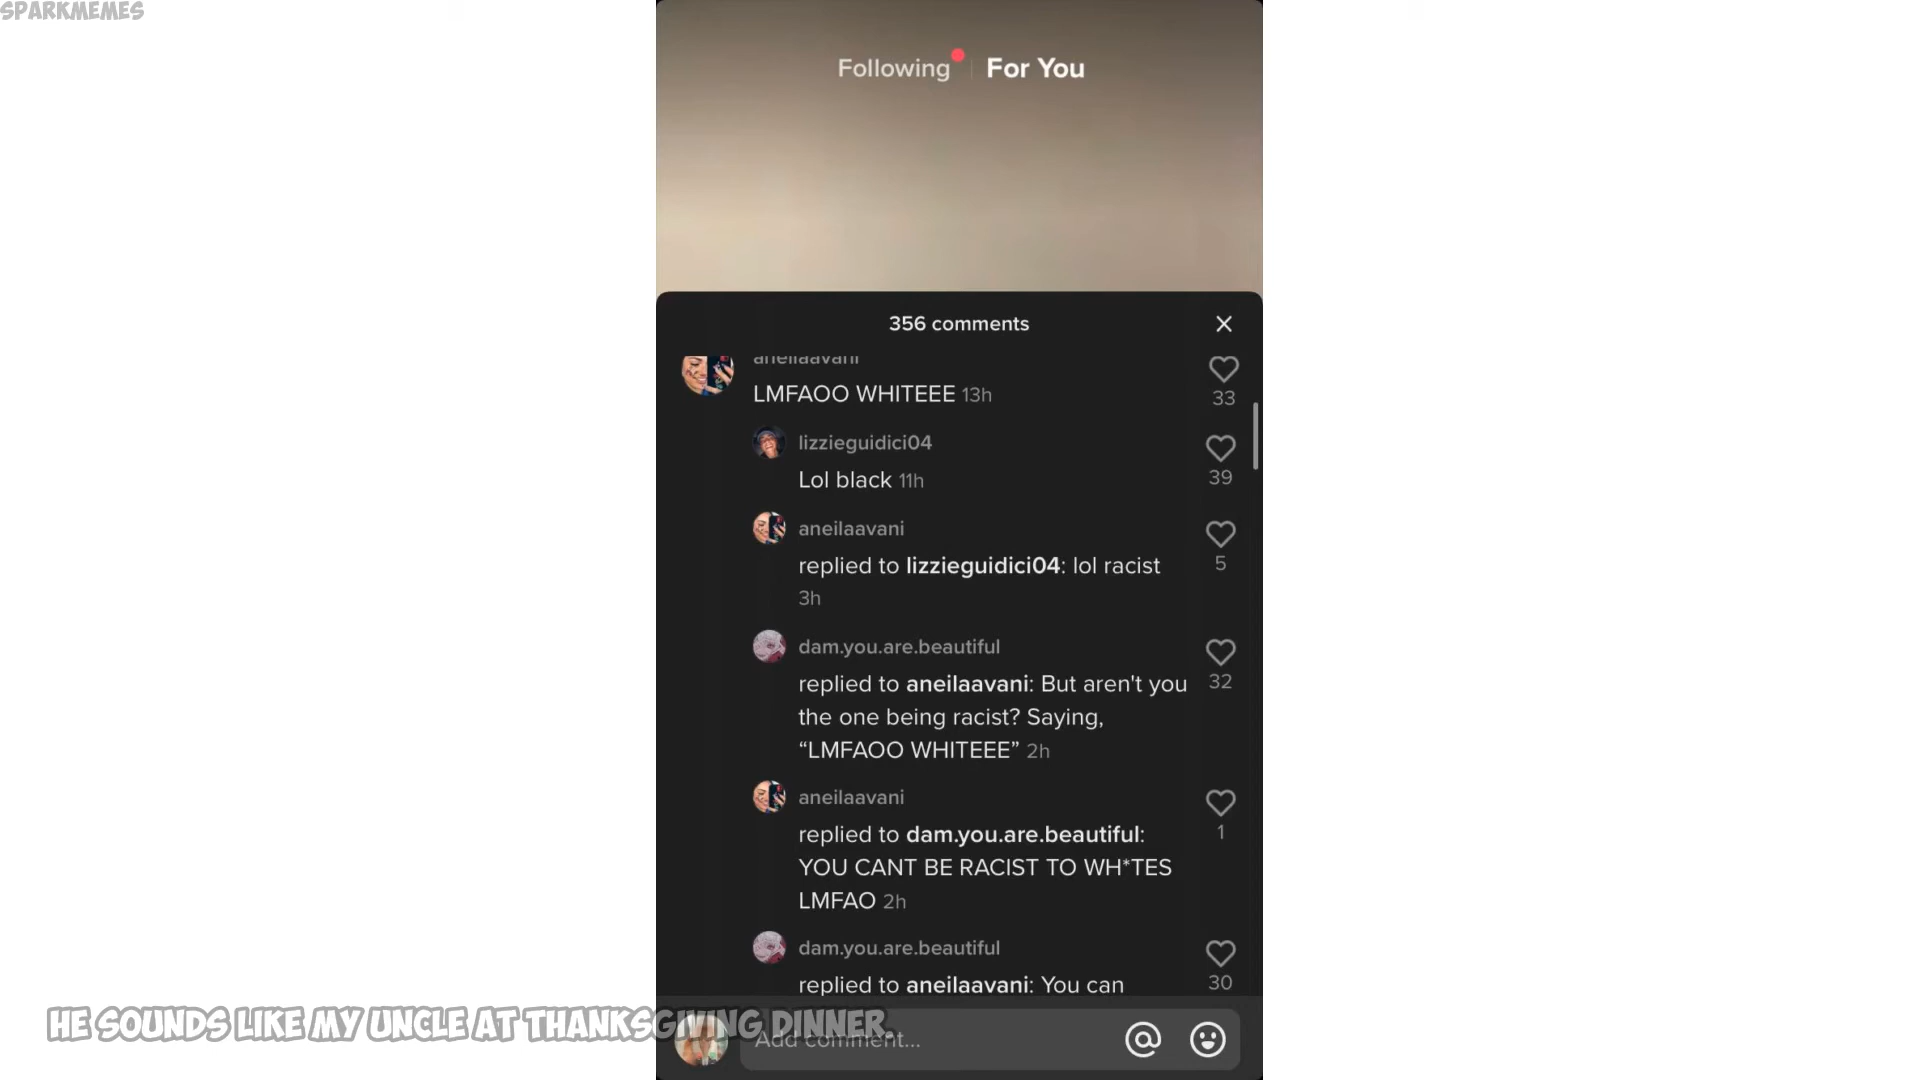 SPARKMEMES
Following
For You
356 comments
aneilaavani
LMFAOO WHITEEE 13h
33
lizzieguidici04
Lol black 11h
39
aneilaavani
replied to lizzieguidici04: lol racist
3h
5
dam.you.are.beautiful
replied to aneilaavani: But aren't you
the one being racist? Saying,
“LMFAOO WHITEEE” 2h
32
aneilaavani
replied to dam.you.are.beautiful:
YOU CANT BE RACIST TO WH*TES
LMFAO 2h
1
dam.you.are.beautiful
replied to aneilaavani: You can
30
HE SOUNDS LIKE MY UNCLE AT THANKSGIVING DINNER.
Add comment...